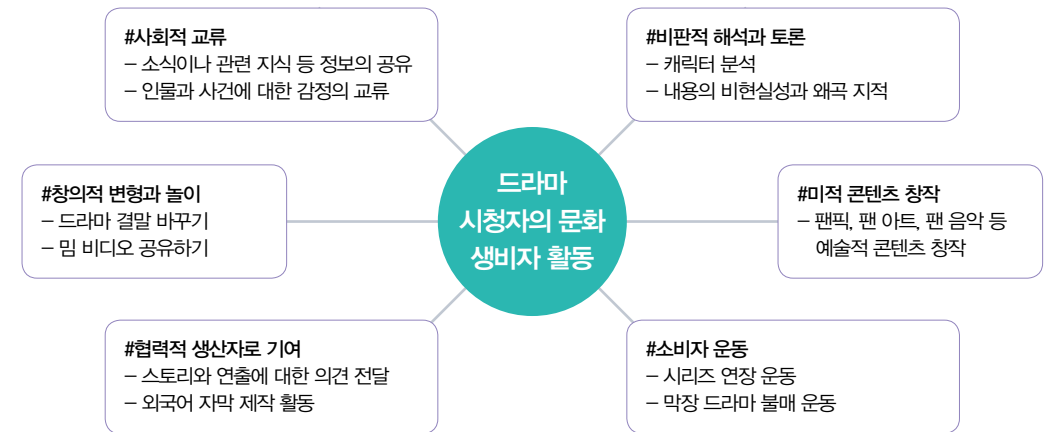 #사회적 교류
– 소식이나 관련 지식 등 정보의 공유
– 인물과 사건에 대한 감정의 교류
#비판적 해석과 토론
– 캐릭터 분석
– 내용의 비현실성과 왜곡 지적
#창의적 변형과 놀이
– 드라마 결말 바꾸기
– 밈 비디오 공유하기
드라마
시청자의 문화
생비자 활동
#미적 콘텐츠 창작
– 팬픽, 팬 아트, 팬 음악 등
예술적 콘텐츠 창작
#협력적 생산자로 기여
– 스토리와 연출에 대한 의견 전달
– 외국어 자막 제작 활동
#소비자 운동
– 시리즈 연장 운동
– 막장 드라마 불매 운동